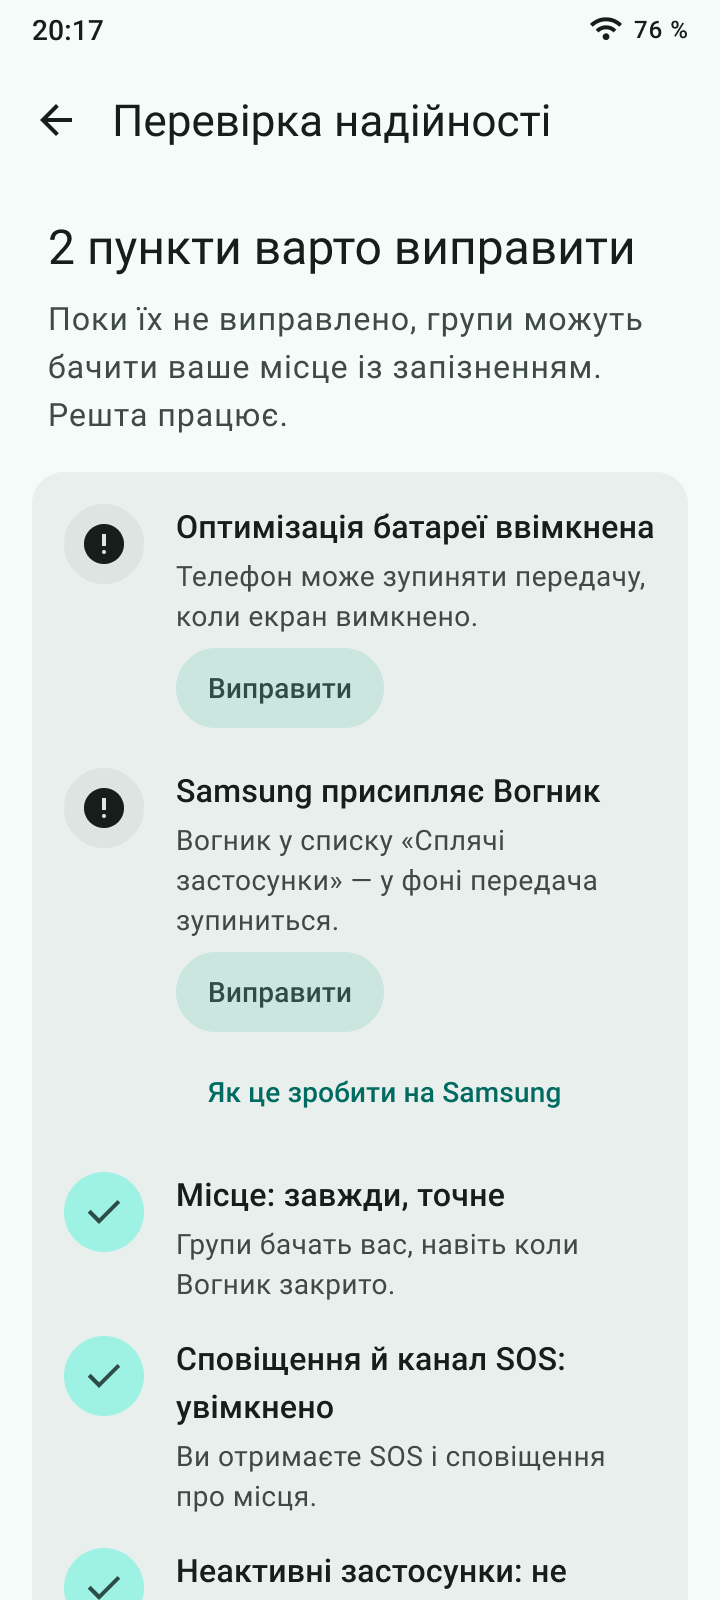 20:17
76 %
Перевірка надійності
2 пункти варто виправити
Поки їх не виправлено, групи можуть
бачити ваше місце із запізненням.
Решта працює.
Оптимізація батареї ввімкнена
Телефон може зупиняти передачу,
коли екран вимкнено.
Виправити
Samsung присипляє Вогник
Вогник у списку «Сплячі
застосунки» — у фоні передача
зупиниться.
Виправити
Як це зробити на Samsung
Місце: завжди, точне
Групи бачать вас, навіть коли
Вогник закрито.
Сповіщення й канал SOS:
увімкнено
Ви отримаєте SOS і сповіщення
про місця.
Неактивні застосунки: не